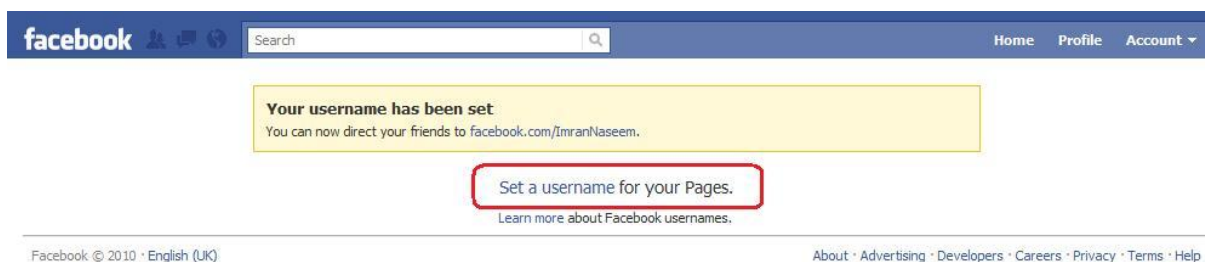 facebook Search Home Profile Account
Your username has been set
You can now direct your friends to facebook.com/ImranNaseem.
Set a username for your Pages.
Learn more about Facebook usernames.
Facebook © 2010 · English (UK) About · Advertising · Developers · Careers · Privacy · Terms · Help